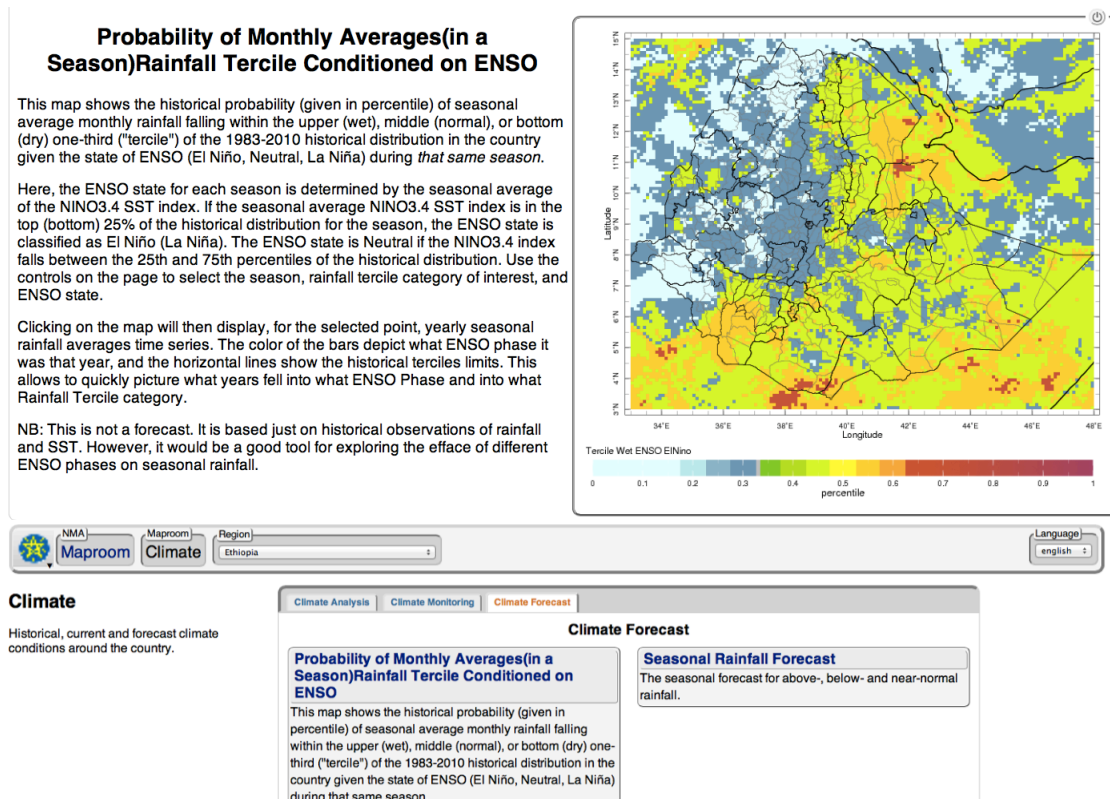 Probability of Monthly Averages(in a
Season)Rainfall Tercile Conditioned on ENSO
This map shows the historical probability (given in percentile) of seasonal
average monthly rainfall falling within the upper (wet), middle (normal), or bottom
(dry) one-third ("tercile") of the 1983-2010 historical distribution in the country
given the state of ENSO (El Niño, Neutral, La Niña) during that same season.
Here, the ENSO state for each season is determined by the seasonal average
of the NINO3.4 SST index. If the seasonal average NINO3.4 SST index is in the
top (bottom) 25% of the historical distribution for the season, the ENSO state is
classified as El Niño (La Niña). The ENSO state is Neutral if the NINO3.4 index
falls between the 25th and 75th percentiles of the historical distribution. Use the
controls on the page to select the season, rainfall tercile category of interest, and
ENSO state.
Clicking on the map will then display, for the selected point, yearly seasonal
rainfall averages time series. The color of the bars depict what ENSO phase it
was that year, and the horizontal lines show the historical terciles limits. This
allows to quickly picture what years fell into what ENSO Phase and into what
Rainfall Tercile category.
NB: This is not a forecast. It is based just on historical observations of rainfall
and SST. However, it would be a good tool for exploring the efface of different
ENSO phases on seasonal rainfall.
15°N
14°N
13°N
12°N
11°N
10°N
9°N
8°N
7°N
6°N
5°N
4°N
3°N
Latitude
34°E 36°E 38°E 40°E 42°E 44°E 46°E 48°E
Longitude
Tercile Wet ENSO ElNino
0 0.1 0.2 0.3 0.4 0.5 0.6 0.7 0.8 0.9 1
percentile
NMA
Maproom
Maproom
Climate
Region
Ethiopia
Language
english
Climate
Historical, current and forecast climate
conditions around the country.
Climate Analysis
Climate Monitoring
Climate Forecast
Climate Forecast
Probability of Monthly Averages(in a
Season)Rainfall Tercile Conditioned on
ENSO
This map shows the historical probability (given in
percentile) of seasonal average monthly rainfall falling
within the upper (wet), middle (normal), or bottom (dry) one-
third ("tercile") of the 1983-2010 historical distribution in the
country given the state of ENSO (El Niño, Neutral, La Niña)
during that same season.
Seasonal Rainfall Forecast
The seasonal forecast for above-, below- and near-normal
rainfall.